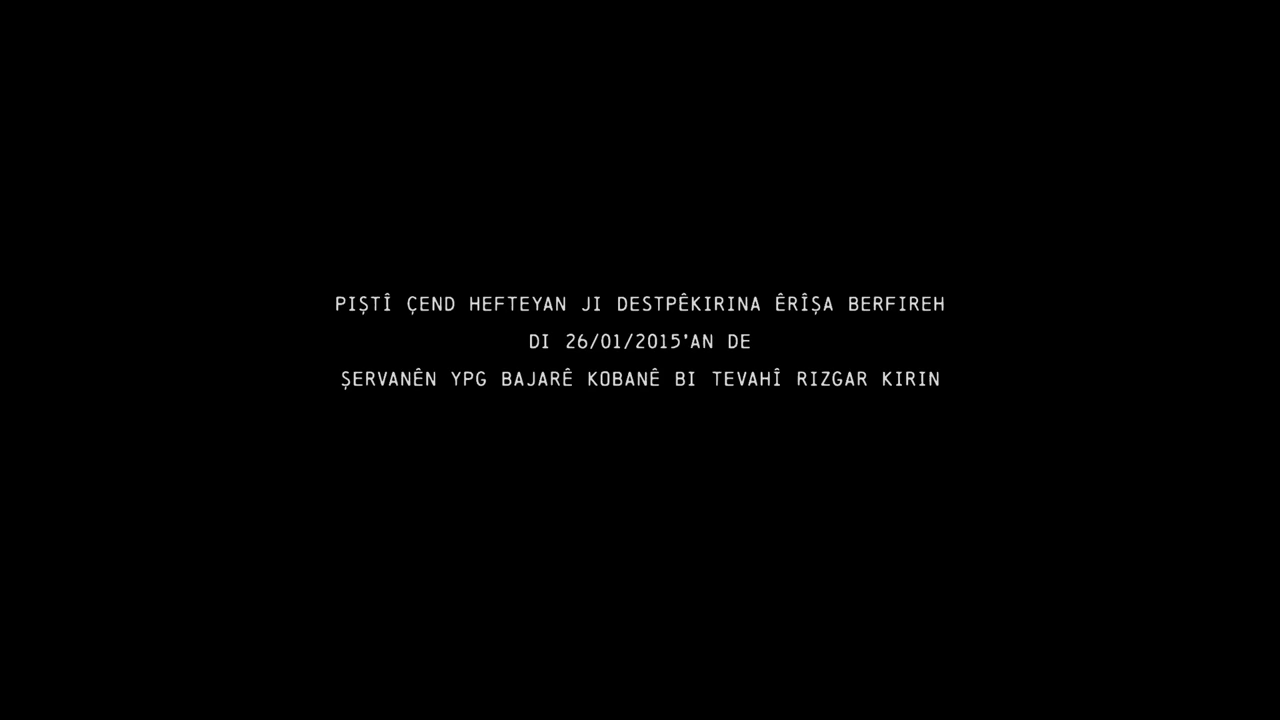 PIŞTÎ ÇEND HEFTEYAN JI DESTPÊKIRINA ÊRÎŞA BERFIREH
DI 26/01/2015'AN DE
ŞERVANÊN YPG BAJARÊ KOBANÊ BI TEVAHÎ RIZGAR KIRIN